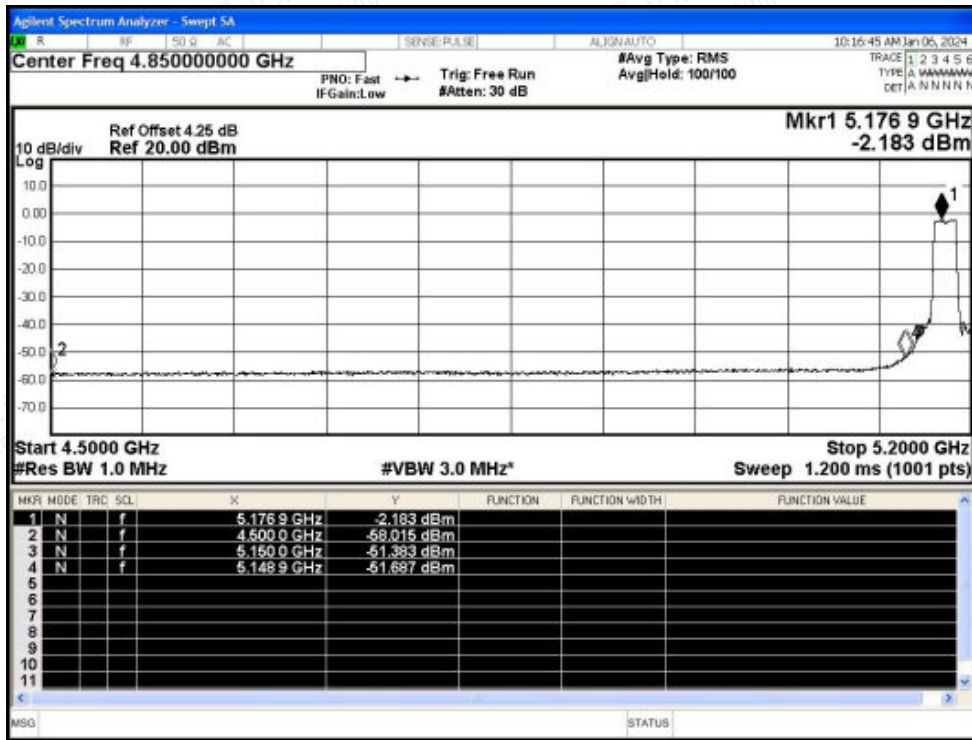 Agilent Spectrum Analyzer - Swept SA
R RF 50 Ω AC SENSE:PULSE ALIGNAUTO 10:16:45 AM Jan 06, 2024
Center Freq 4.850000000 GHz #Avg Type: RMS TRACE 1 2 3 4 5 6
PNO: Fast Trig: Free Run Avg|Hold: 100/100 TYPE A
IFGain:Low #Atten: 30 dB DET A N N N N N
Mkr1 5.176 9 GHz
Ref Offset 4.25 dB
10 dB/div Ref 20.00 dBm -2.183 dBm
Log
10.0
1
0.00
-10.0
-20.0
-30.0
-40.0
-50.0 2
-60.0
-70.0
Start 4.5000 GHz Stop 5.2000 GHz
#Res BW 1.0 MHz #VBW 3.0 MHz* Sweep 1.200 ms (1001 pts)
MKR MODE TRC SCL X Y FUNCTION FUNCTION WIDTH FUNCTION VALUE
1 N f 5.176 9 GHz -2.183 dBm
2 N f 4.500 0 GHz -58.015 dBm
3 N f 5.150 0 GHz -51.383 dBm
4 N f 5.148 9 GHz -51.687 dBm
5
6
7
8
9
10
11
MSG STATUS